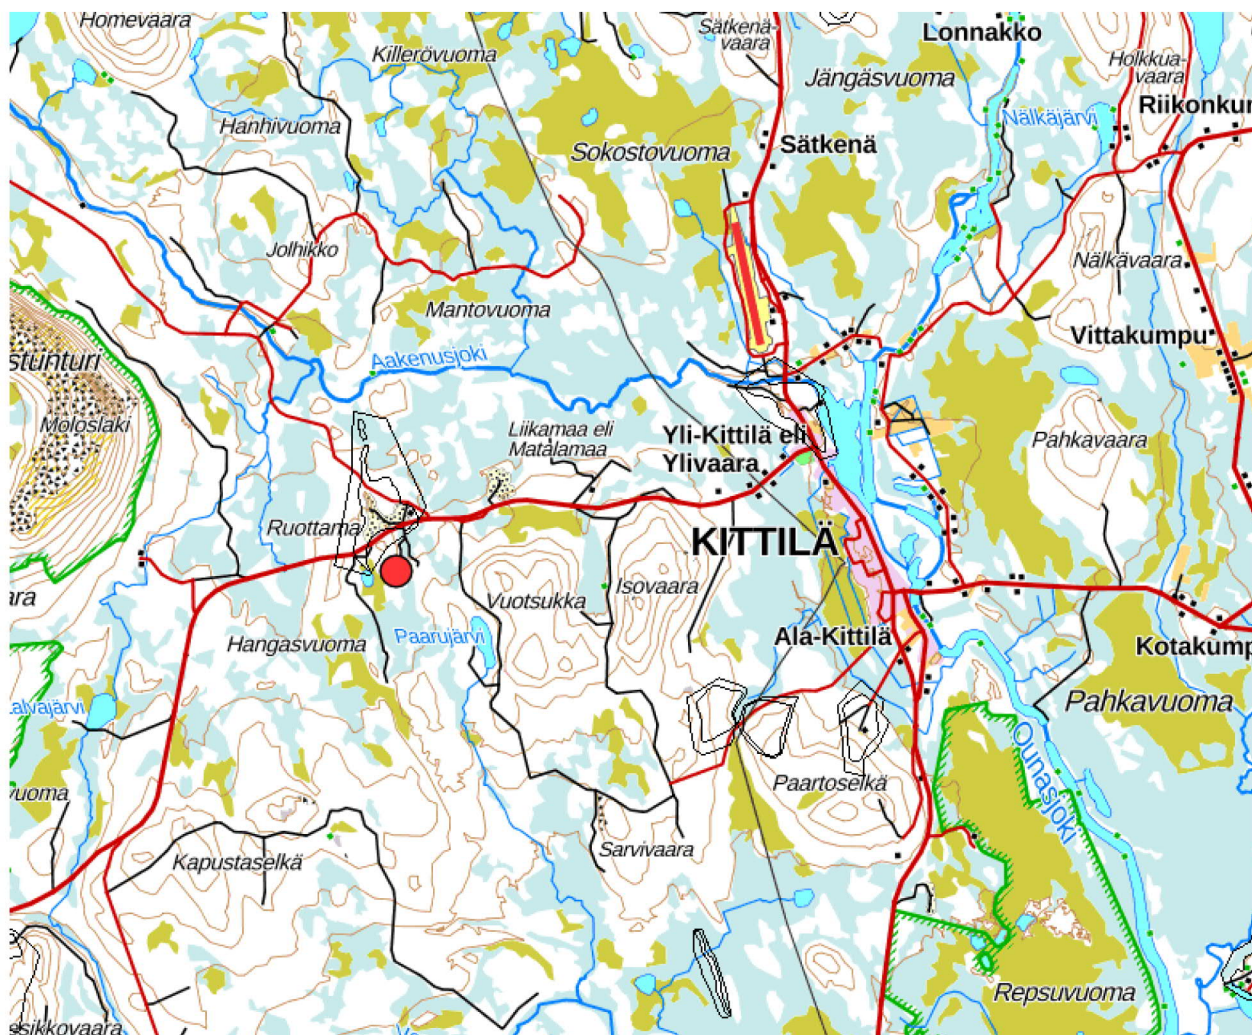 Homevaara
Killerövuoma
Sätkenä-
vaara
Lonnakko
Jängäsvuoma
Holkkua-
vaara
Riikonkur
Nälkäjärvi
Hanhivuoma
Sokostovuoma
Sätkenä
Jolhikko
Nälkävaara
Mantovuoma
Vittakumpu
stunturi
Aakenusjoki
Moloslaki
Liikamaa eli
Matalamaa
Yli-Kittilä eli
Ylivaara
Pahkavaara
Ruottama
KITTILÄ
Vuotsukka
Isovaara
ara
Hangasvuoma
Paarujärvi
Ala-Kittilä
Kotakump
alvajärvi
Pahkavuoma
Ounasjoki
vuoma
Paartoselkä
Kapustaselkä
Sarvivaara
Repsuvuoma
esikkovaara